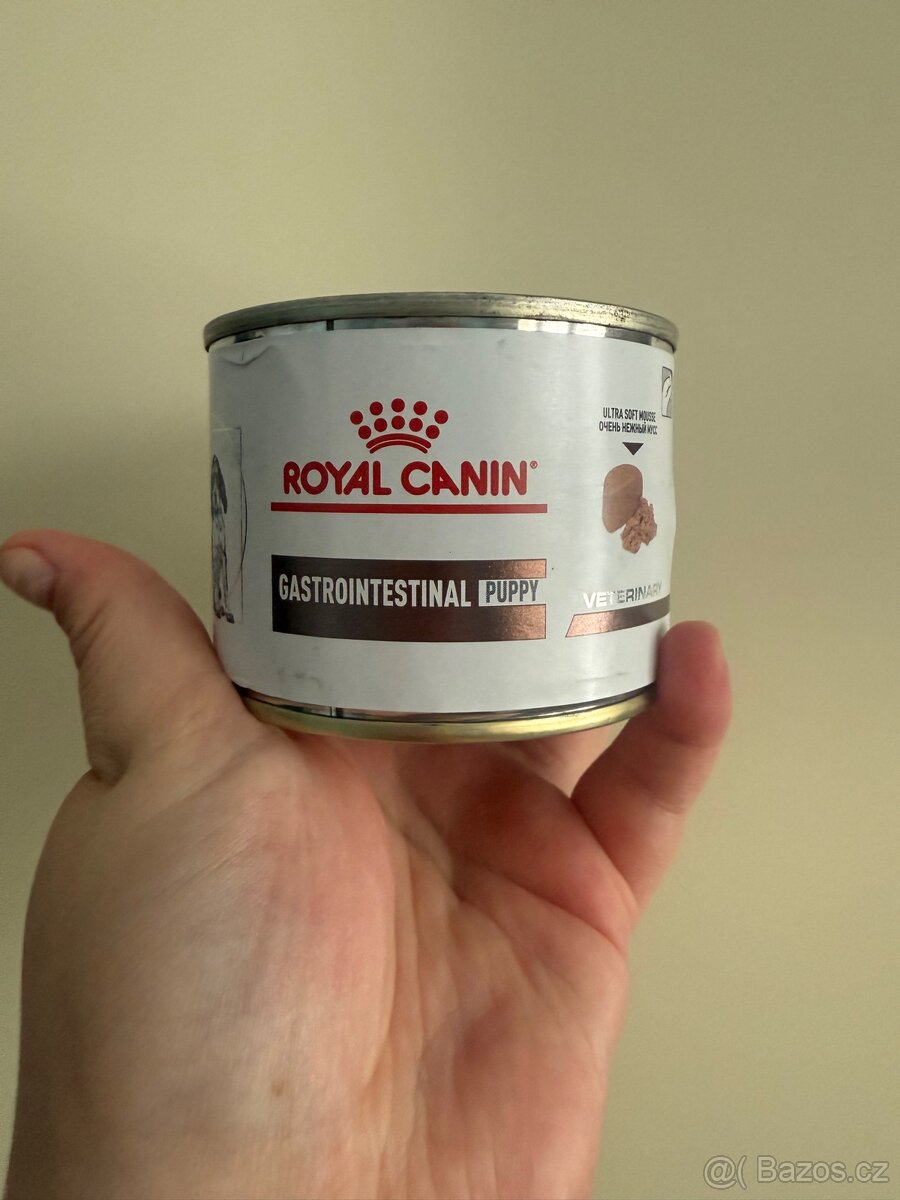 ROYAL CANIN®
GASTROINTESTINAL PUPPY
ULTRA SOFT MOUSSE
ОЧЕНЬ НЕЖНЫЙ МУСС
VETERINARY
@( Bazos.cz